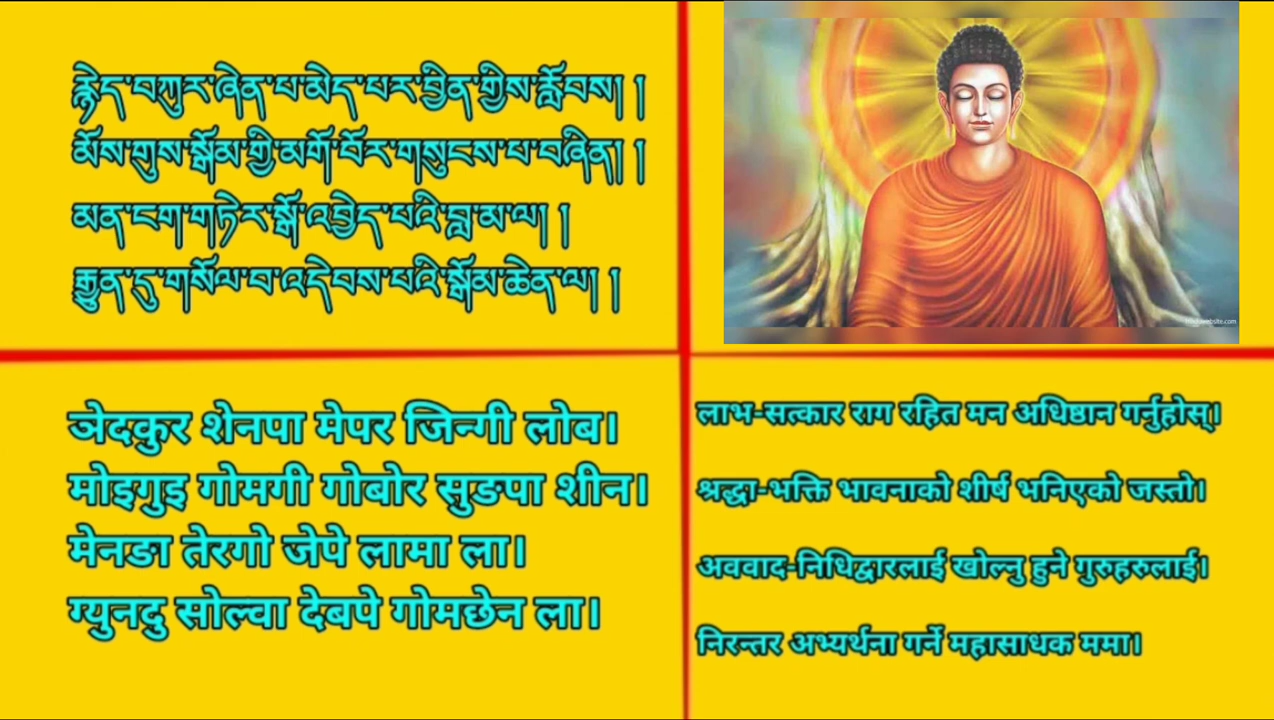 རྙེད་བཀུར་ཞེན་པ་མེད་པར་བྱིན་གྱིས་རློབས། །
མོས་གུས་སྒོམ་གྱི་མགོ་བོར་གསུངས་པ་བཞིན། །
མན་ངག་གཏེར་སྒོ་འབྱེད་པའི་བླ་མ་ལ། །
རྒྱུན་དུ་གསོལ་བ་འདེབས་པའི་སྒོམ་ཆེན་ལ། །
ञेदकुर शेनपा मेपर जिन्गी लोब।
मोइगुइ गोमगी गोबोर सुङपा शीन।
मेनङा तेरगो जेपे लामा ला।
ग्युनदु सोल्वा देबपे गोमछेन ला।
लाभ-सत्कार राग रहित मन अधिष्ठान गर्नुहोस्।
श्रद्धा-भक्ति भावनाको शीर्ष भनिएको जस्तो।
अववाद-निधिद्वारलाई खोल्नु हुने गुरुहरुलाई।
निरन्तर अभ्यर्थना गर्ने महासाधक ममा।